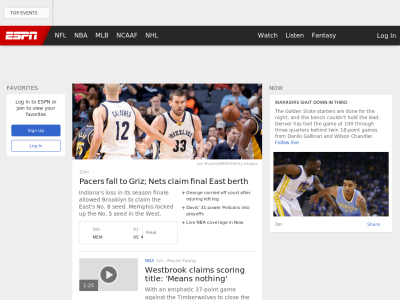 TOP EVENTS
ESPN
NFL
NBA
MLB
NCAAF
NHL
Watch
Listen
Fantasy
FAVORITES
Log in to ESPN or
join to view your
favorites
Sign Up
Log In
Joe Murphy/NBAE/Getty Images
23m
Pacers fall to Griz; Nets claim final East berth
Indiana's loss in its season finale
allowed Brooklyn to claim the
East's No. 8 seed. Memphis locked
up the No. 5 seed in the West.
George carried off court after
injuring left leg
Davis' 31 power Pelicans into
playoffs
Live NBA coverage in Now
IND
83
MEM
95
Final
1:25
NBA 1m - Royce Young
Westbrook claims scoring
title: 'Means nothing'
With an emphatic 37-point game
against the Timberwolves to close the
NOW
WARRIORS SHUT DOWN IN THIRD
The Golden State starters are done for the
night, and the bench couldn't hold the lead.
Denver has tied the game at 100 through
three quarters behind twin 18-point games
from Danilo Gallinari and Wilson Chandler.
Follow live
3m
Share